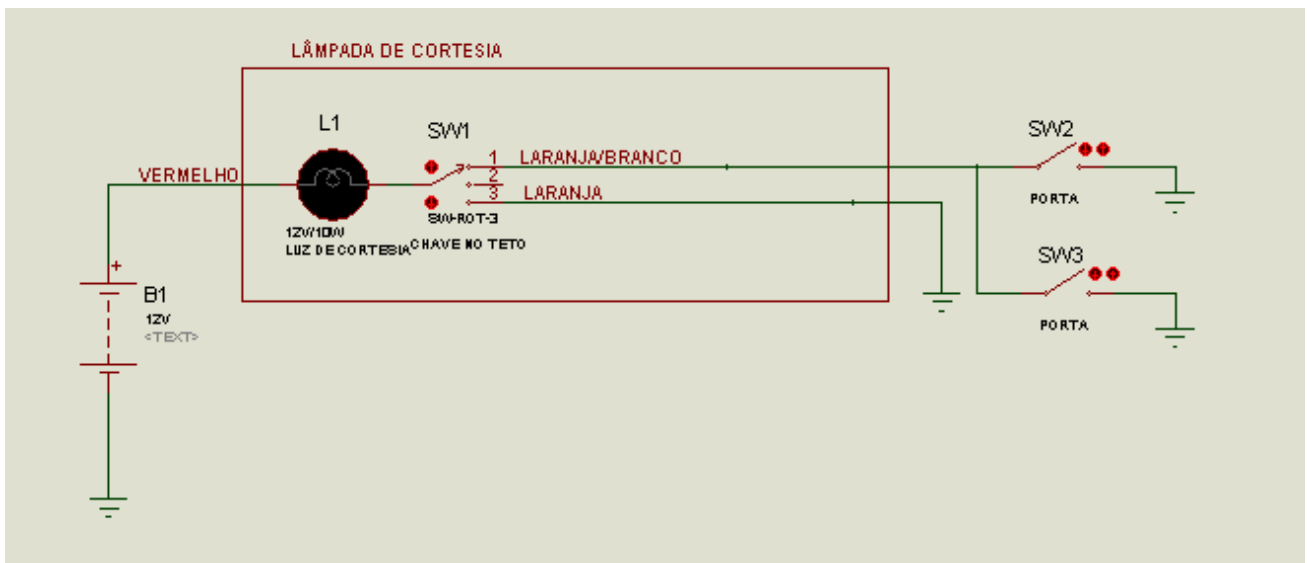 LÂMPADA DE CORTESIA
L1
SW1
1
2
3
LARANJA/BRANCO
LARANJA
VERMELHO
12V/10W
LUZ DE CORTESIA
SW-ROT-3
CHAVE NO TETO
SW2
PORTA
SW3
PORTA
+
B1
12V
<TEXT>